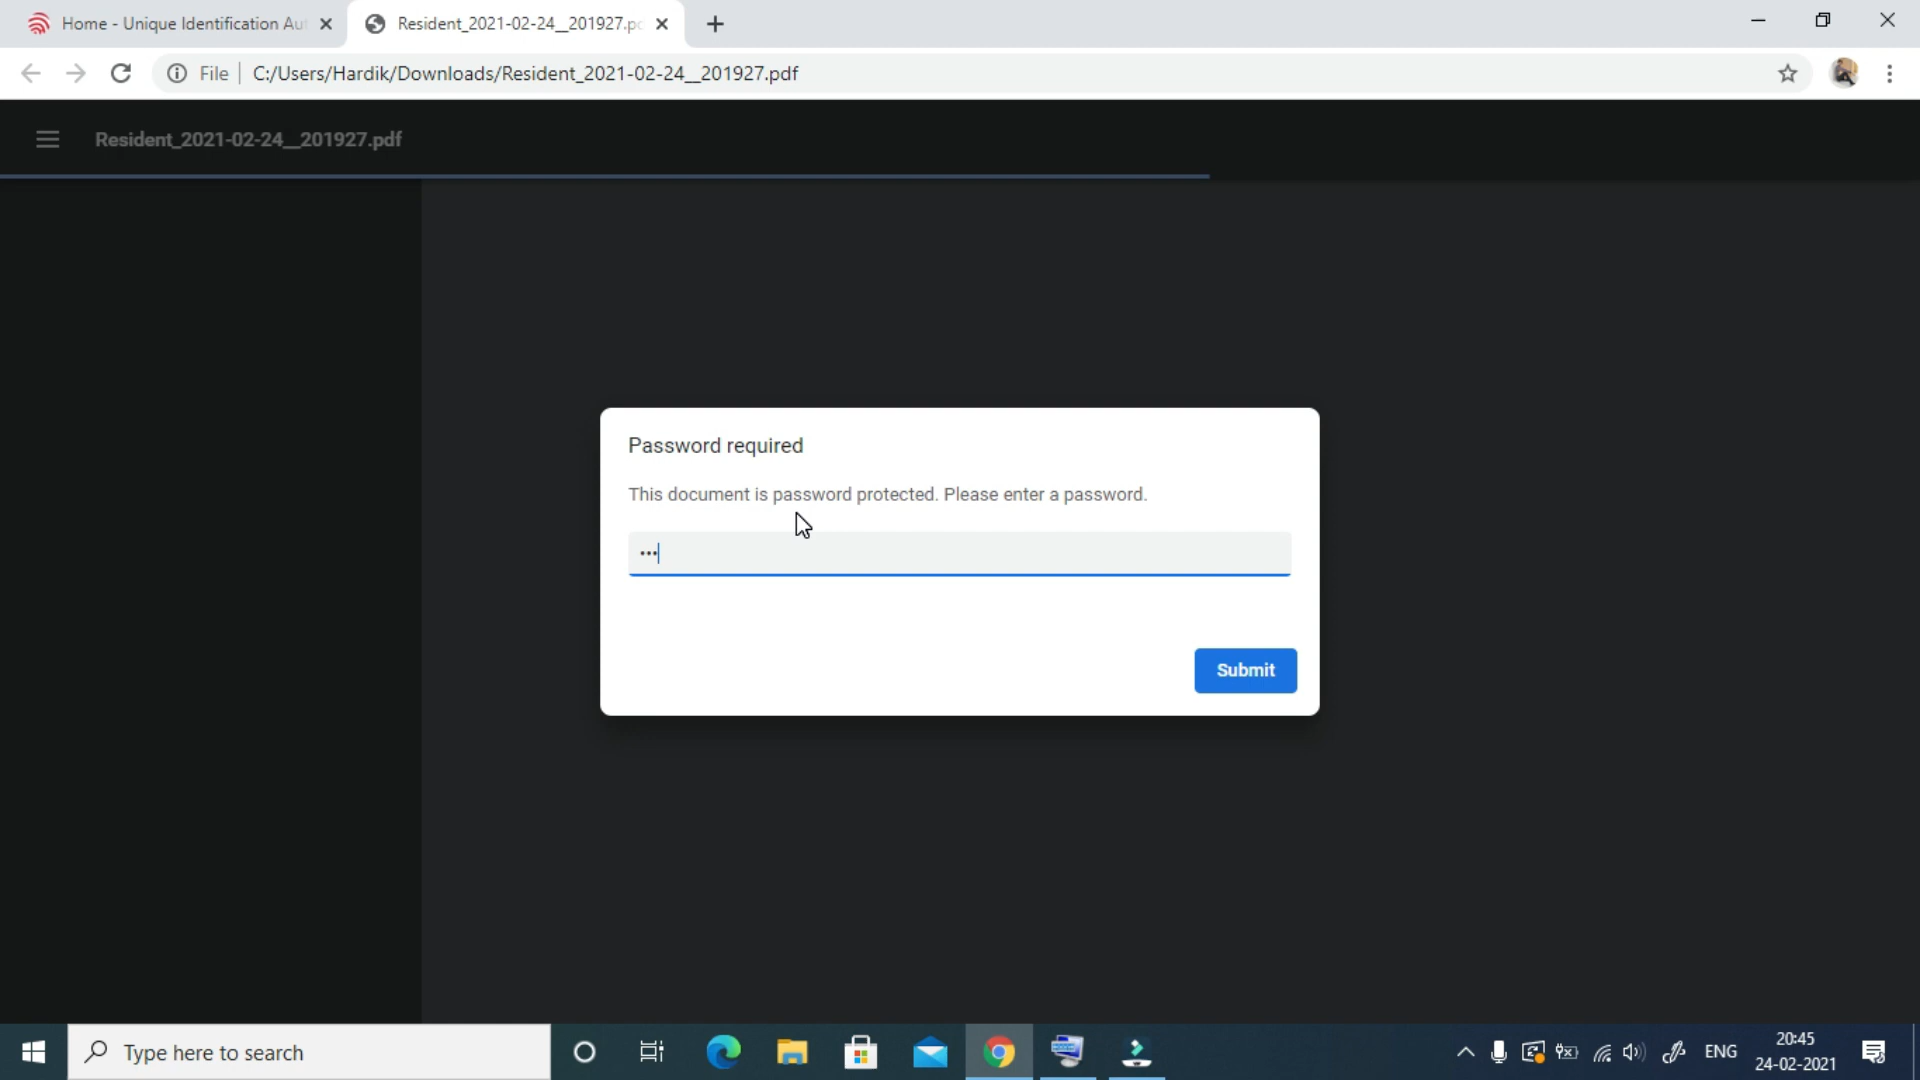 Home - Unique Identification Au
Resident_2021-02-24__201927.pd
File
C:/Users/Hardik/Downloads/Resident_2021-02-24__201927.pdf
Resident_2021-02-24__201927.pdf
Password required
This document is password protected. Please enter a password.
•••
Submit
Type here to search
ENG
20:45
24-02-2021